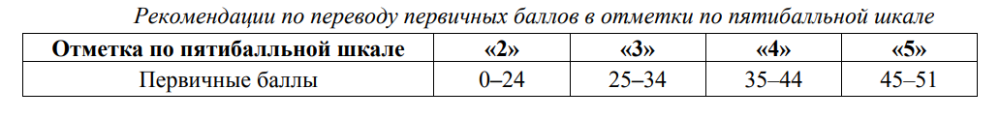 Рекомендации по переводу первичных баллов в отметки по пятибалльной шкале
Отметка по пятибалльной шкале «2» «3» «4» «5»
Первичные баллы 0–24 25–34 35–44 45–51